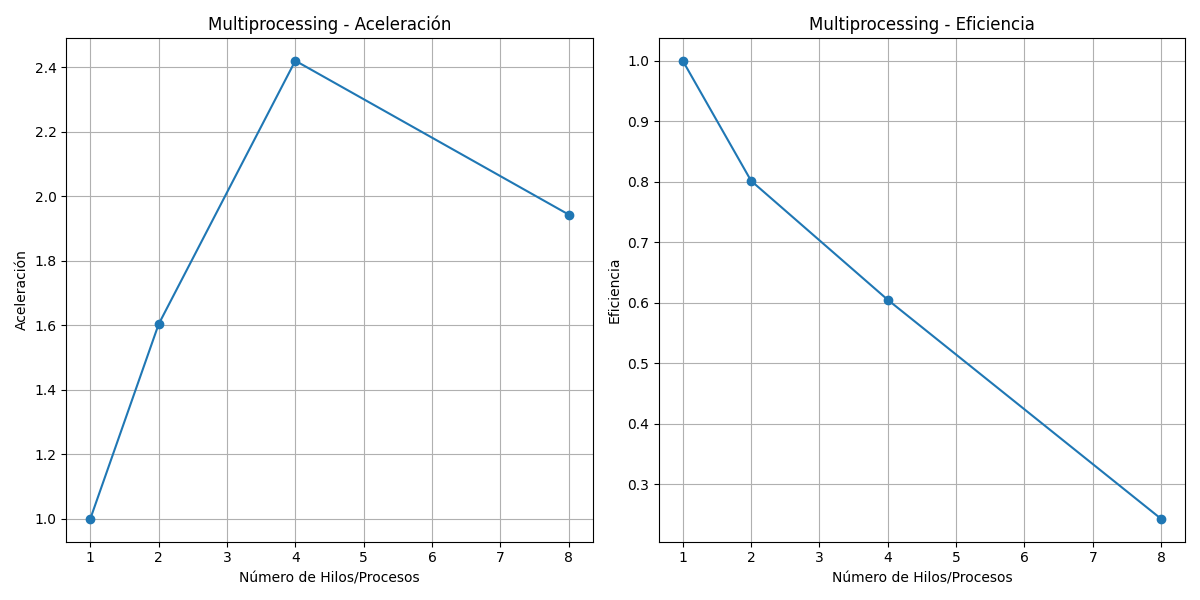 Multiprocessing - Aceleración
2.4
2.2
2.0
1.8
1.6
1.4
1.2
1.0
Aceleración
1 2 3 4 5 6 7 8
Número de Hilos/Procesos
Multiprocessing - Eficiencia
1.0
0.9
0.8
0.7
0.6
0.5
0.4
0.3
Eficiencia
1 2 3 4 5 6 7 8
Número de Hilos/Procesos